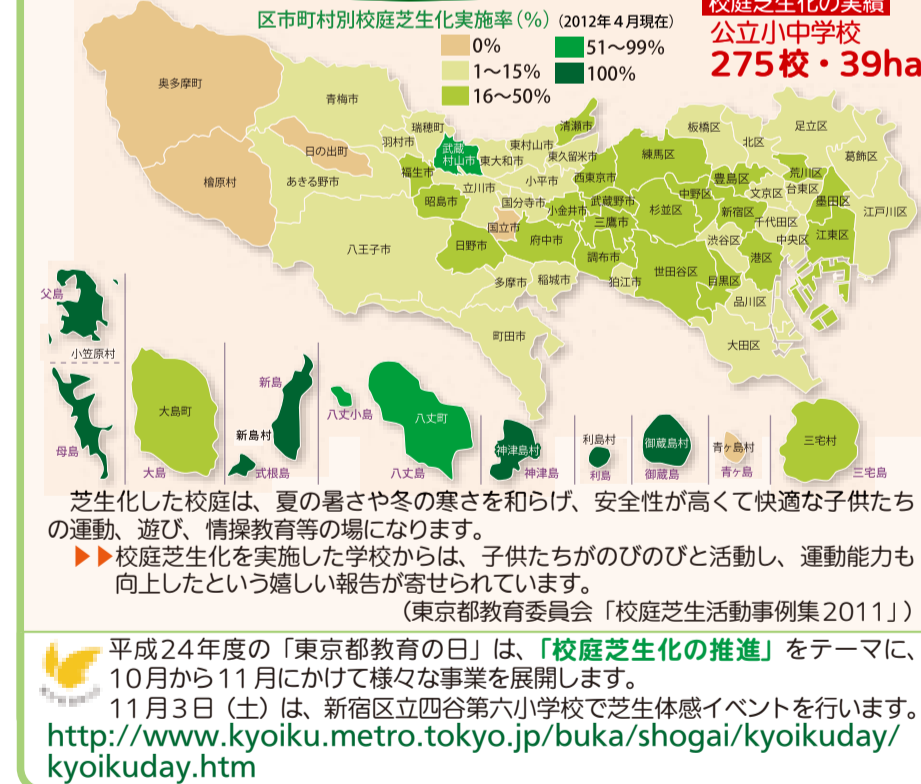 校庭芝生化の実績
公立小中学校
275校・39ha
区市町村別校庭芝生化実施率(%)（2012年4月現在）
0%
1〜15%
16〜50%
51〜99%
100%
奥多摩町
青梅市
瑞穂町
羽村市
日の出町
檜原村
あきる野市
福生市
武蔵
村山市
東大和市
東村山市
清瀬市
東久留米市
昭島市
立川市
小平市
西東京市
国分寺市
小金井市
武蔵野市
三鷹市
国立市
府中市
日野市
八王子市
調布市
狛江市
多摩市
稲城市
町田市
板橋区
北区
足立区
葛飾区
練馬区
豊島区
荒川区
文京区
台東区
中野区
杉並区
新宿区
墨田区
江戸川区
千代田区
渋谷区
中央区
江東区
港区
世田谷区
目黒区
品川区
大田区
父島
小笠原村
母島
大島町
大島
新島
新島村
式根島
八丈小島
八丈町
八丈島
神津島村
神津島
利島村
利島
御蔵島村
御蔵島
青ヶ島村
青ヶ島
三宅村
三宅島
芝生化した校庭は、夏の暑さや冬の寒さを和らげ、安全性が高くて快適な子供たち
の運動、遊び、情操教育等の場になります。
▶▶校庭芝生化を実施した学校からは、子供たちがのびのびと活動し、運動能力も
向上したという嬉しい報告が寄せられています。
（東京都教育委員会「校庭芝生活動事例集2011」）
平成24年度の「東京都教育の日」は、「校庭芝生化の推進」をテーマに、
10月から11月にかけて様々な事業を展開します。
11月3日（土）は、新宿区立四谷第六小学校で芝生体感イベントを行います。
http://www.kyoiku.metro.tokyo.jp/buka/shogai/kyoikuday/
kyoikuday.htm